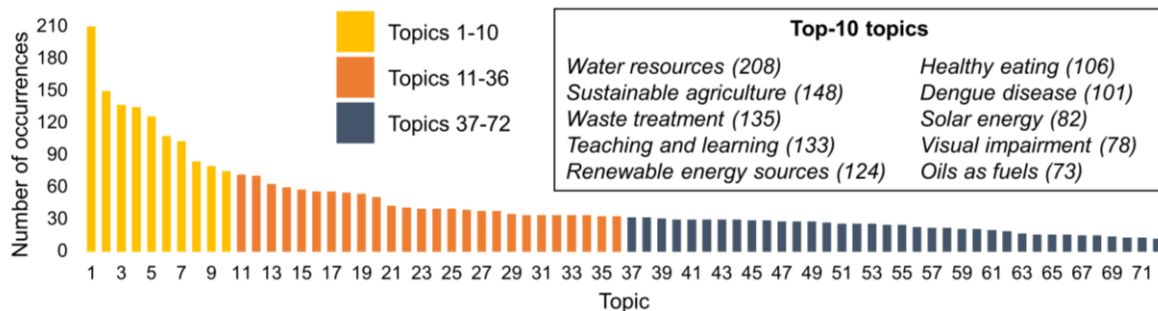 Number of occurrences
210
180
150
120
90
60
30
0
Topics 1-10
Topics 11-36
Topics 37-72
Top-10 topics
Water resources (208)
Sustainable agriculture (148)
Waste treatment (135)
Teaching and learning (133)
Renewable energy sources (124)
Healthy eating (106)
Dengue disease (101)
Solar energy (82)
Visual impairment (78)
Oils as fuels (73)
1 3 5 7 9 11 13 15 17 19 21 23 25 27 29 31 33 35 37 39 41 43 45 47 49 51 53 55 57 59 61 63 65 67 69 71
Topic